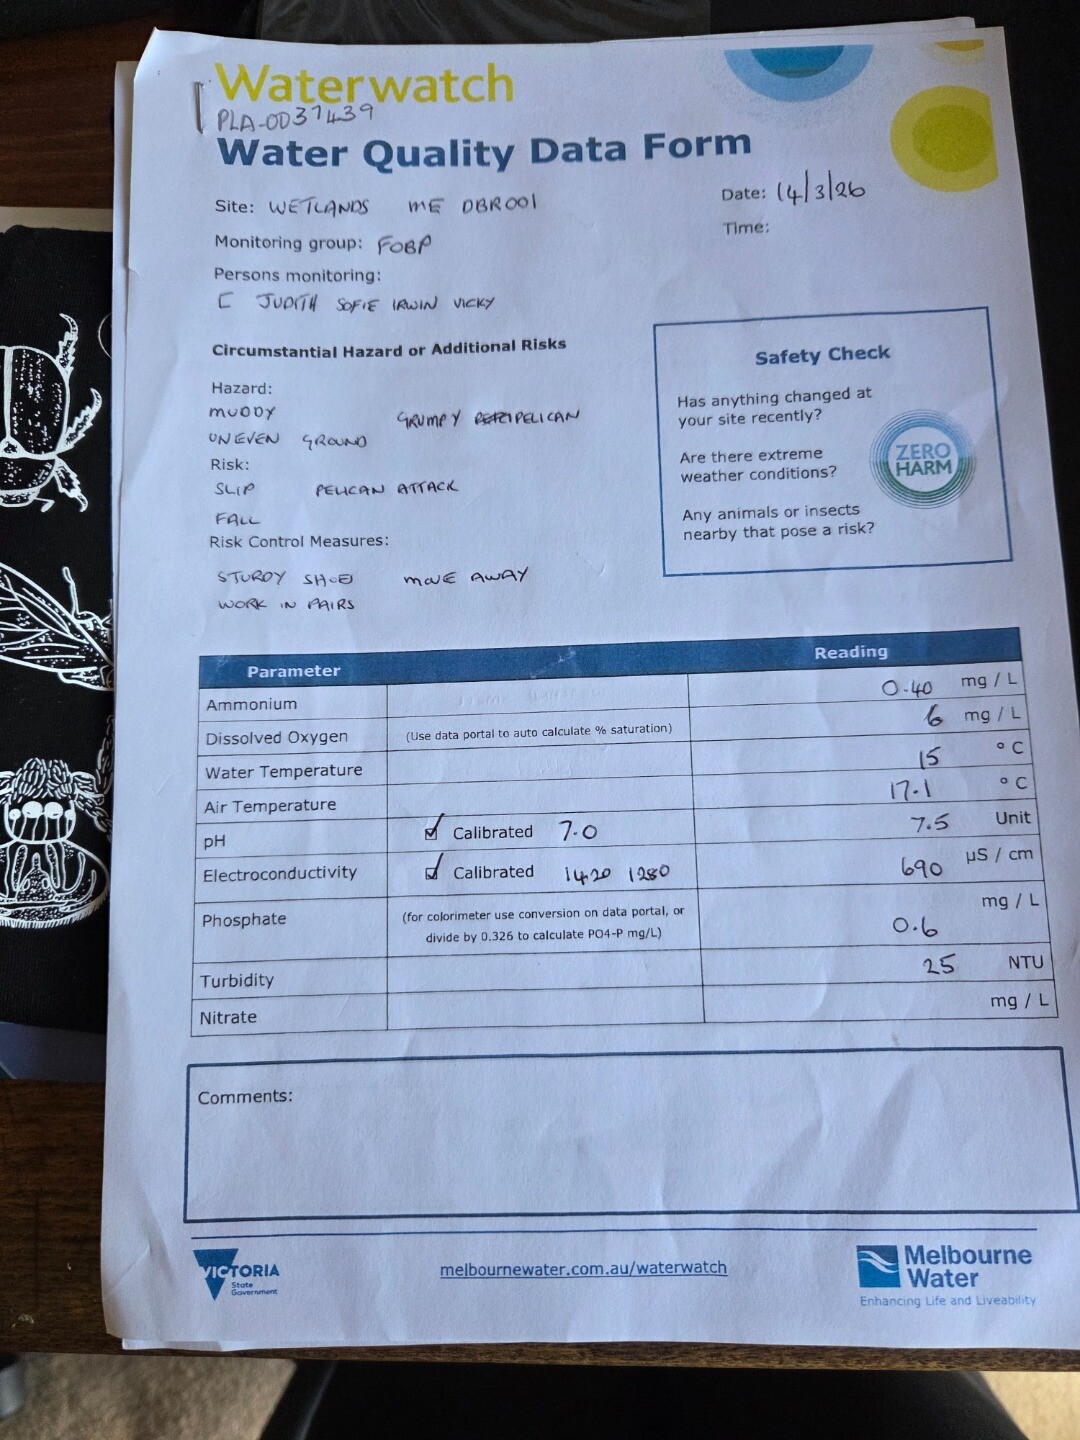 Waterwatch
PLA-0037439
Water Quality Data Form
Site: WETLANDS ME DBR001
Date: 14/3/26
Time:
Monitoring group: FOBP
Persons monitoring:
C JUDITH SOFIE IRWIN VICKY
Circumstantial Hazard or Additional Risks
Hazard:
MUDDY GRUMPY PELICAN
UNEVEN GROUND
Risk:
SLIP PELICAN ATTACK
FALL
Risk Control Measures:
STURDY SHOE MOVE AWAY
WORK IN PAIRS
Safety Check
Has anything changed at
your site recently?
Are there extreme
weather conditions?
Any animals or insects
nearby that pose a risk?
ZERO
HARM
Parameter Reading
Ammonium 0.40 mg / L
Dissolved Oxygen (Use data portal to auto calculate % saturation) 6 mg / L
Water Temperature 15 ° C
Air Temperature 17.1 ° C
pH Calibrated 7.0 7.5 Unit
Electroconductivity Calibrated 1420 1280 690 µS / cm
Phosphate (for colorimeter use conversion on data portal, or
divide by 0.326 to calculate PO4-P mg/L) 0.6 mg / L
Turbidity 25 NTU
Nitrate mg / L
Comments:
VICTORIA
State
Government
melbournewater.com.au/waterwatch
Melbourne
Water
Enhancing Life and Liveability